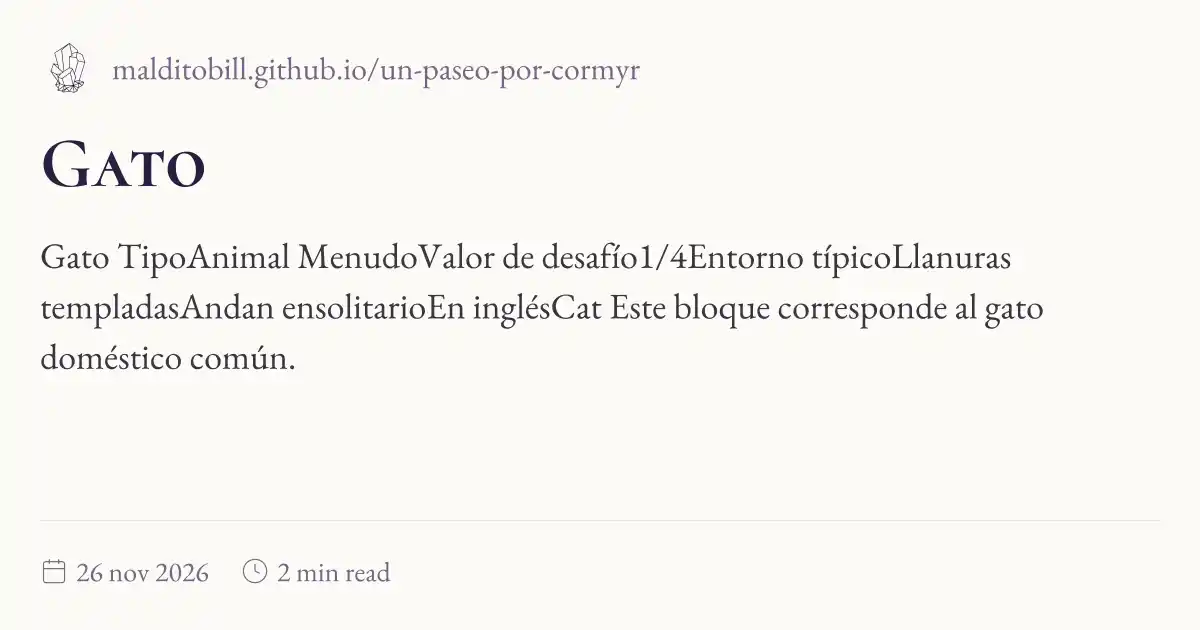 malditobill.github.io/un-paseo-por-cormyr
Gato
Gato TipoAnimal MenudoValor de desafío1/4Entorno típicoLlanuras
templadasAndan ensolitarioEn inglésCat Este bloque corresponde al gato
doméstico común.
26 nov 2026 2 min read